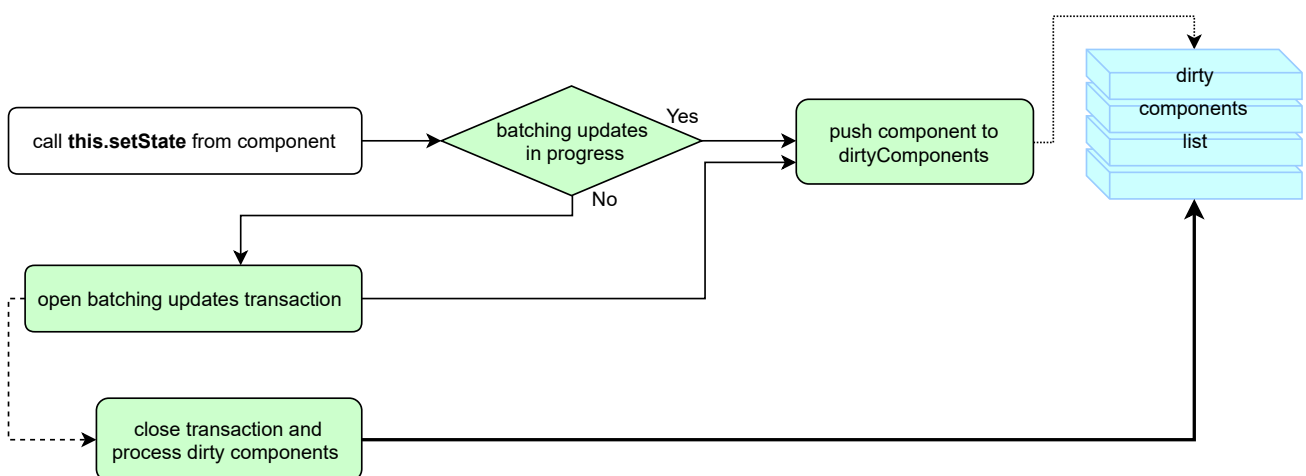 call this.setState from component
batching updates
in progress
Yes
No
push component to
dirtyComponents
dirty
components
list
open batching updates transaction
close transaction and
process dirty components